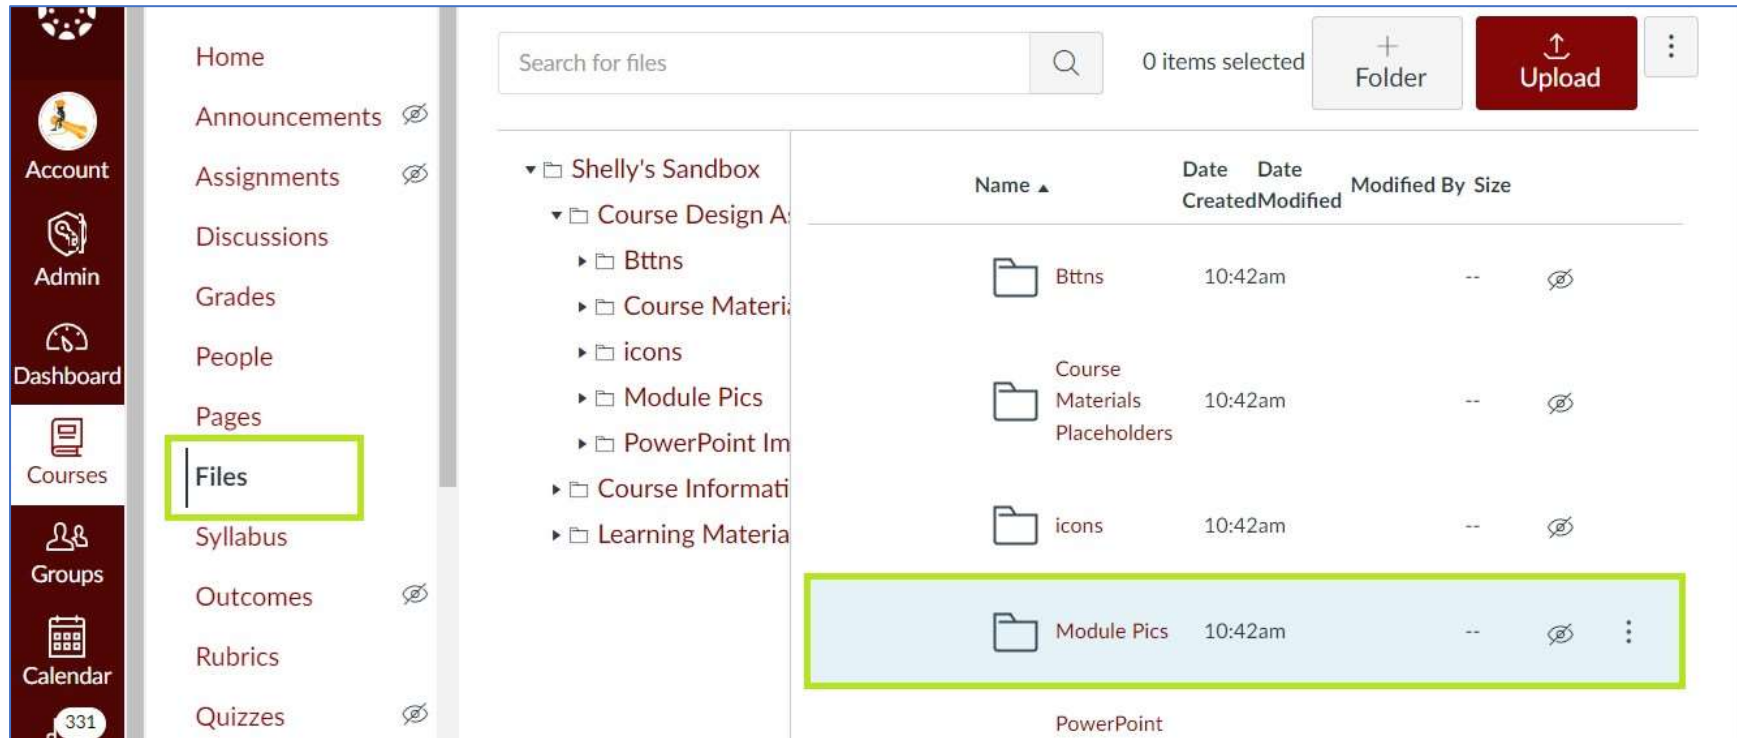 Account
Admin
Dashboard
Courses
Groups
Calendar
331
Home
Announcements
Assignments
Discussions
Grades
People
Pages
Files
Syllabus
Outcomes
Rubrics
Quizzes
Search for files
0 items selected
+
Folder
Upload
Shelly's Sandbox
Course Design A
Bttns
Course Materi
icons
Module Pics
PowerPoint Im
Course Informati
Learning Materia
Name
Date Created
Date Modified
Modified By
Size
Bttns 10:42am --
Course
Materials 10:42am --
Placeholders
icons 10:42am --
Module Pics 10:42am --
PowerPoint